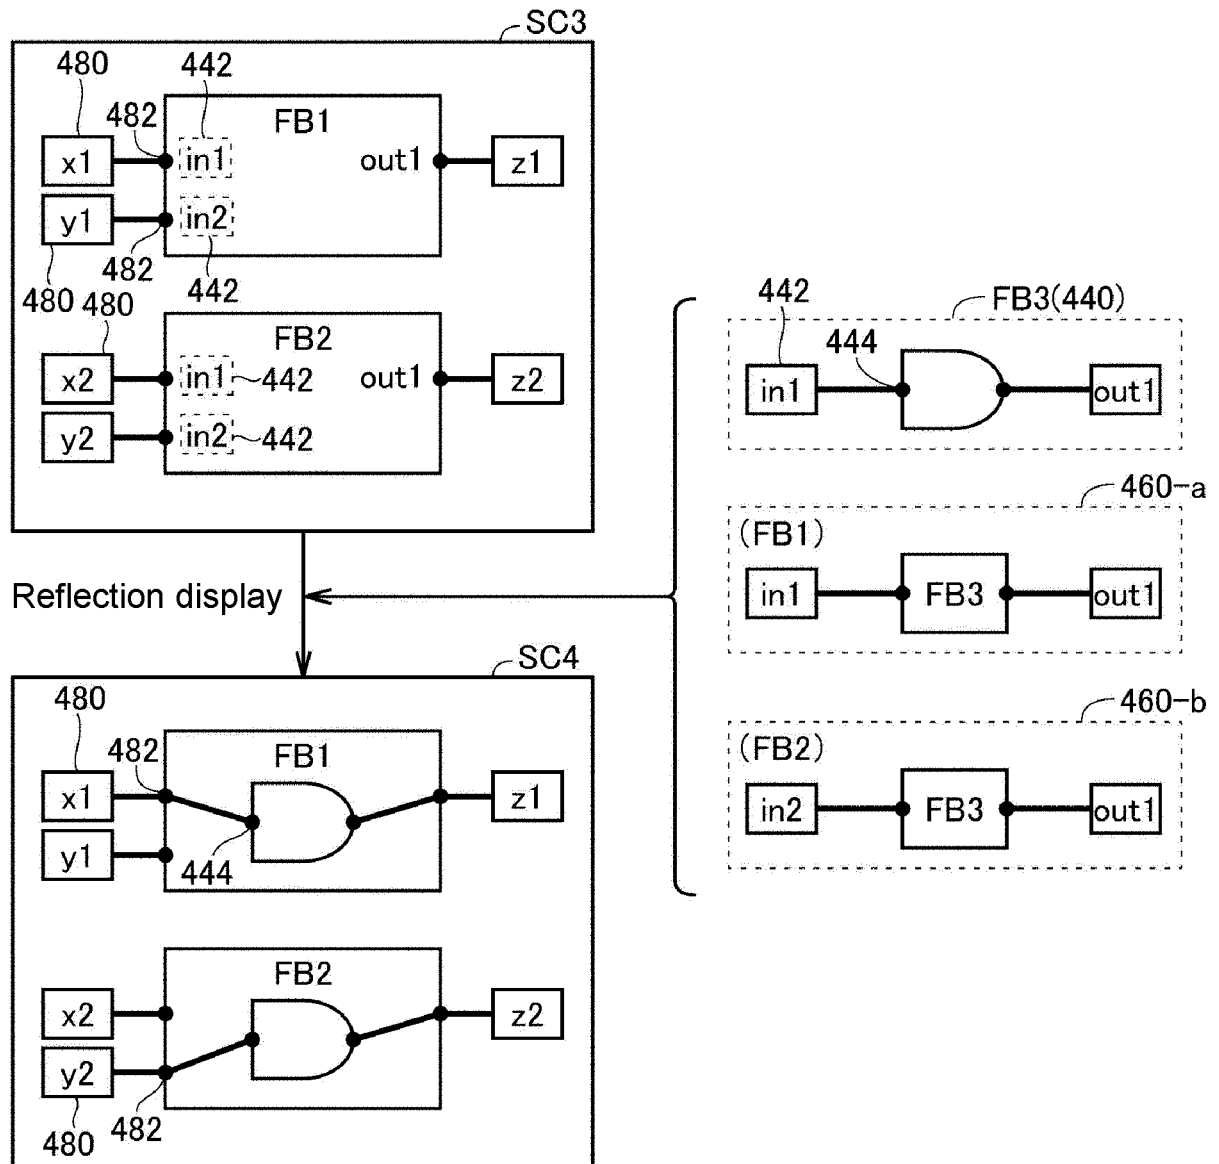 SC3
480 442
482 FB1
x1 in1 out1 z1
y1 in2
482
480 480 442
FB2
x2 in1 442 out1 z2
y2 in2 442
442 FB3(440)
444
in1 out1
460-a
(FB1)
in1 FB3 out1
460-b
(FB2)
in2 FB3 out1
Reflection display
SC4
480
482 FB1
x1 z1
y1 444
FB2
x2 z2
y2
480 482